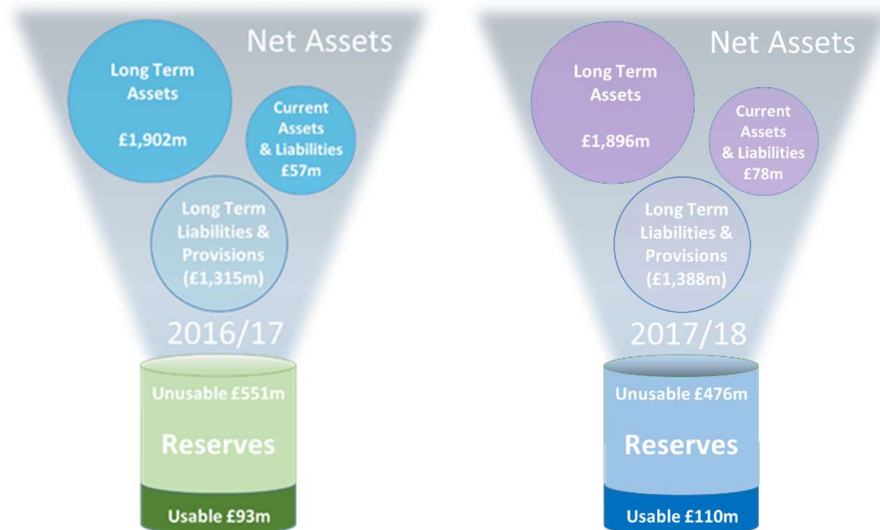 Net Assets
Long Term
Assets
£1,902m
Current
Assets
& Liabilities
£57m
Long Term
Liabilities &
Provisions
(£1,315m)
2016/17
Unusable £551m
Reserves
Usable £93m
Net Assets
Long Term
Assets
£1,896m
Current
Assets
& Liabilities
£78m
Long Term
Liabilities &
Provisions
(£1,388m)
2017/18
Unusable £476m
Reserves
Usable £110m